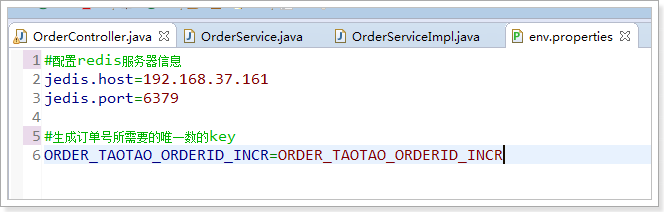 OrderController.java OrderService.java OrderServiceImpl.java env.properties
1 #配置redis服务器信息
2 jedis.host=192.168.37.161
3 jedis.port=6379
4
5 #生成订单号所需要的唯一数的key
6 ORDER_TAOTAO_ORDERID_INCR=ORDER_TAOTAO_ORDERID_INCR